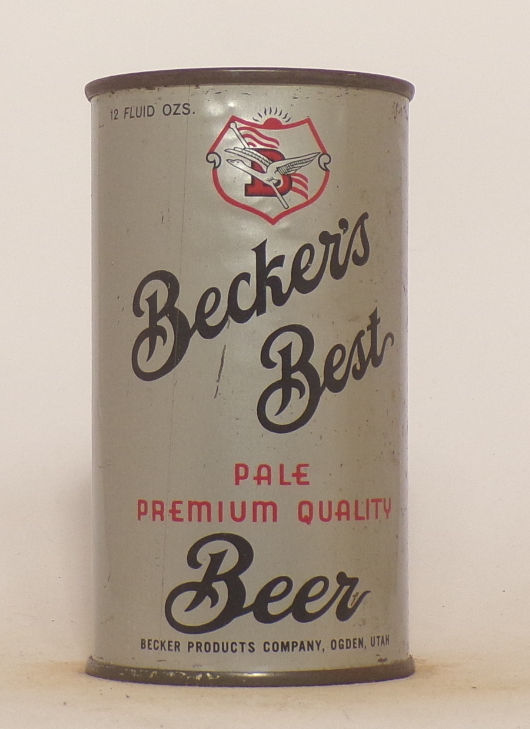 12 FLUID OZS.
B
Becker's
Best
PALE
PREMIUM QUALITY
Beer
BECKER PRODUCTS COMPANY, OGDEN, UTAH